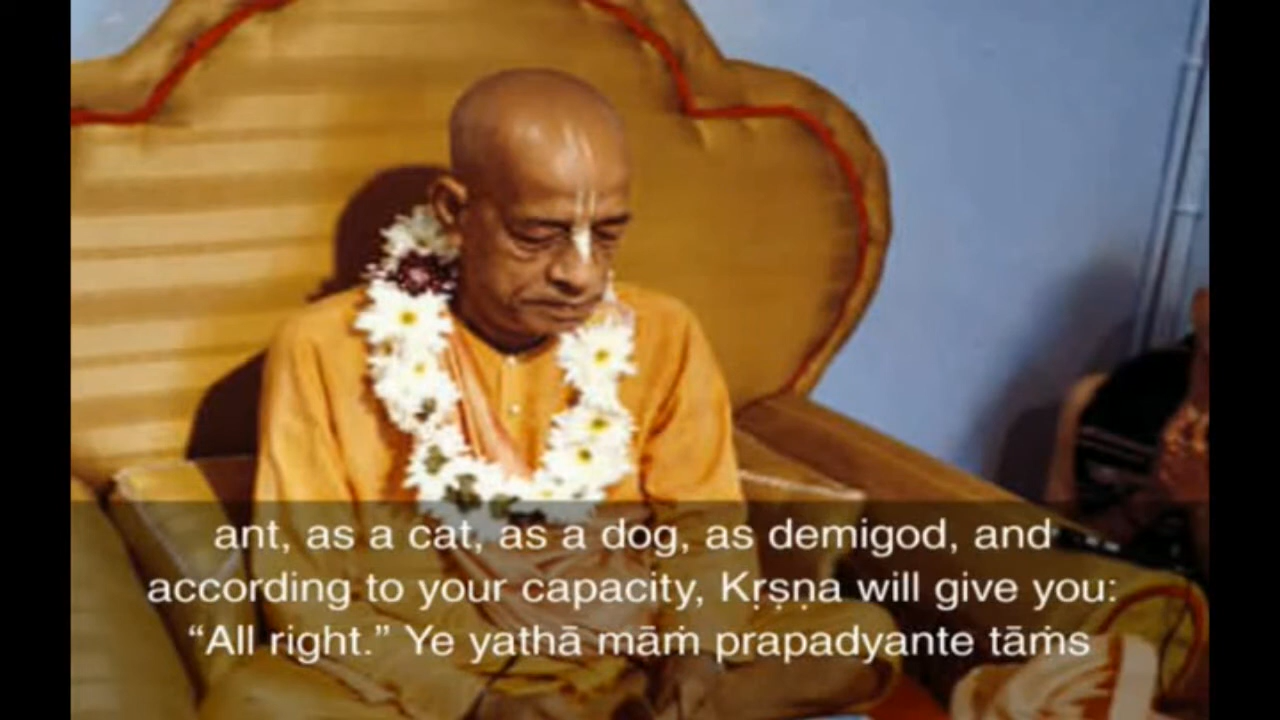 ant, as a cat, as a dog, as demigod, and
according to your capacity, Kṛṣṇa will give you:
“All right.” Ye yathā māṁ prapadyante tāṁs